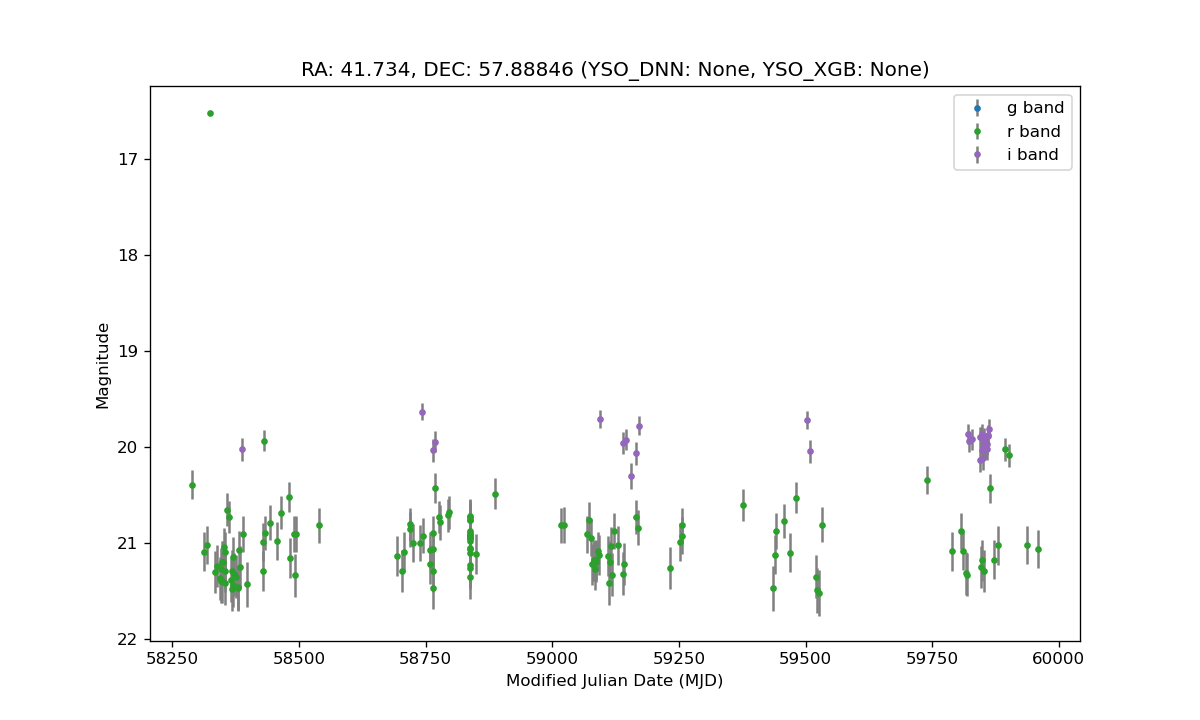 RA: 41.734, DEC: 57.88846 (YSO_DNN: None, YSO_XGB: None)
g band
r band
i band
17
18
19
20
21
22
Magnitude
58250 58500 58750 59000 59250 59500 59750 60000
Modified Julian Date (MJD)